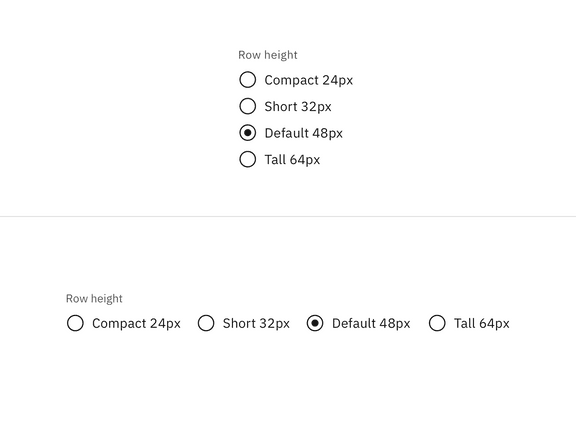 Row height
Compact 24px
Short 32px
Default 48px
Tall 64px
Row height
Compact 24px Short 32px Default 48px Tall 64px